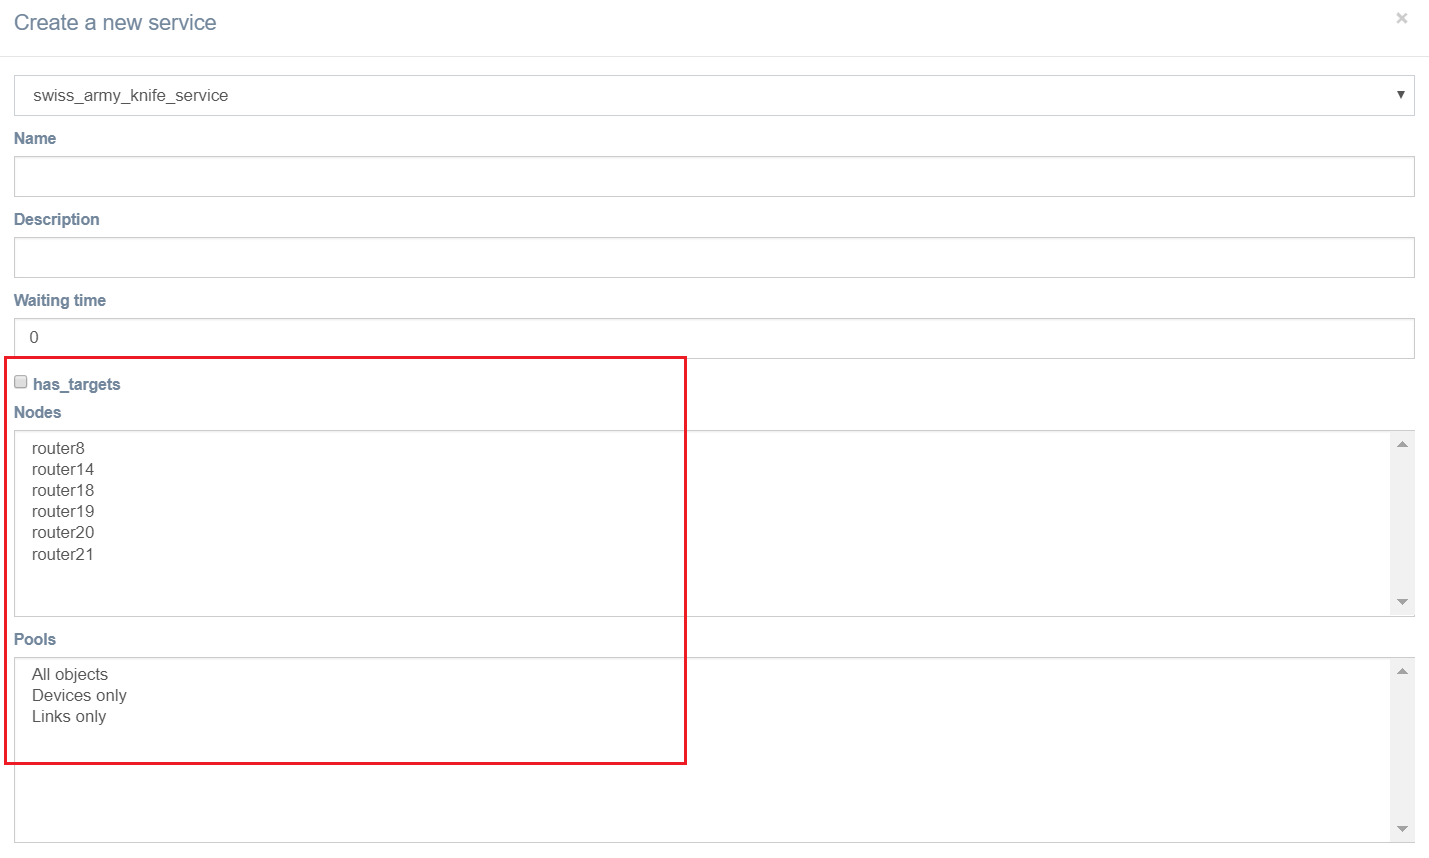 Create a new service
×
swiss_army_knife_service
Name
Description
Waiting time
0
has_targets
Nodes
router8
router14
router18
router19
router20
router21
Pools
All objects
Devices only
Links only